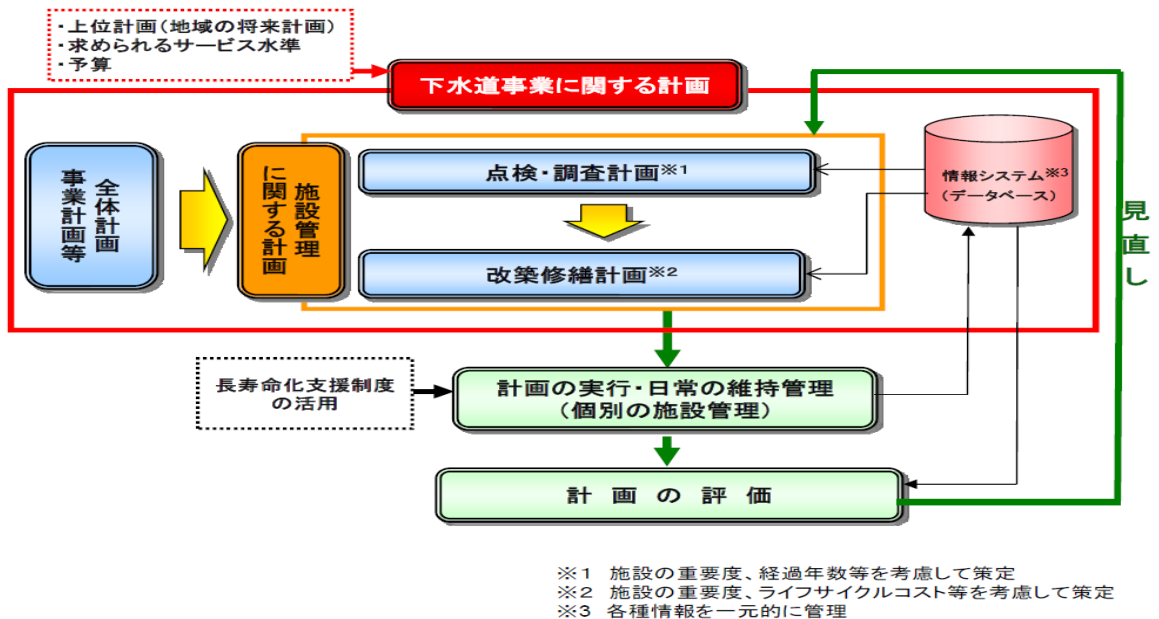 ・上位計画(地域の将来計画)
・求められるサービス水準
・予算
下水道事業に関する計画
全体計画
事業計画等
施設管理
に関する計画
点検・調査計画※1
改築修繕計画※2
情報システム※3
(データベース)
見直し
長寿命化支援制度
の活用
計画の実行・日常の維持管理
(個別の施設管理)
計画の評価
※1 施設の重要度、経過年数等を考慮して策定
※2 施設の重要度、ライフサイクルコスト等を考慮して策定
※3 各種情報を一元的に管理